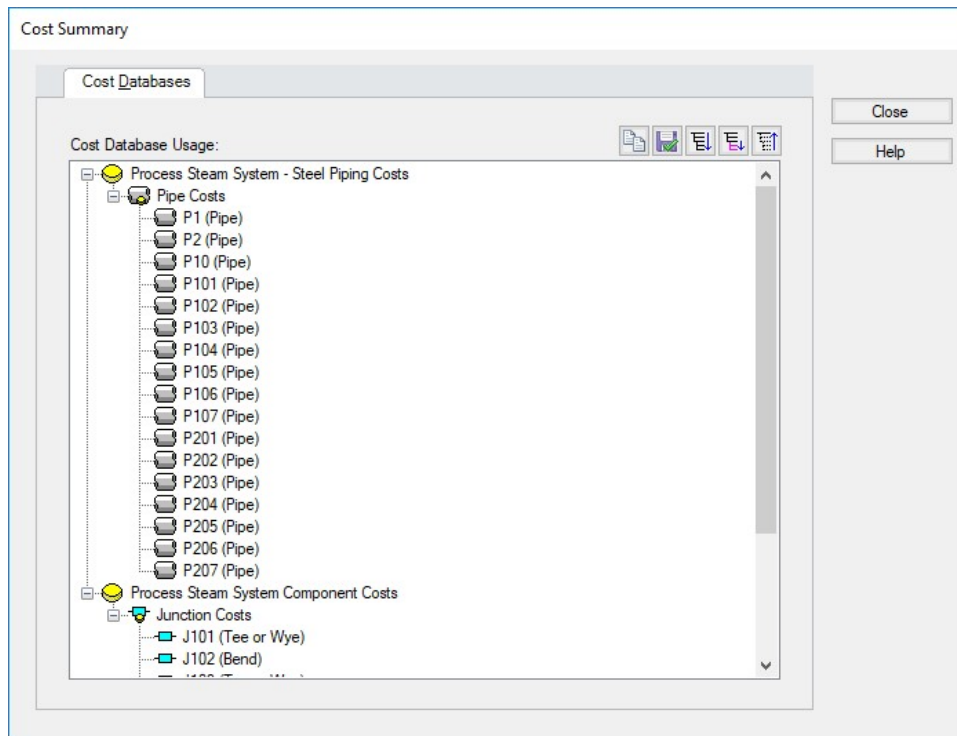 Cost Summary
Cost Databases
Close
Help
Cost Database Usage:
Process Steam System - Steel Piping Costs
Pipe Costs
P1 (Pipe)
P2 (Pipe)
P10 (Pipe)
P101 (Pipe)
P102 (Pipe)
P103 (Pipe)
P104 (Pipe)
P105 (Pipe)
P106 (Pipe)
P107 (Pipe)
P201 (Pipe)
P202 (Pipe)
P203 (Pipe)
P204 (Pipe)
P205 (Pipe)
P206 (Pipe)
P207 (Pipe)
Process Steam System Component Costs
Junction Costs
J101 (Tee or Wye)
J102 (Bend)